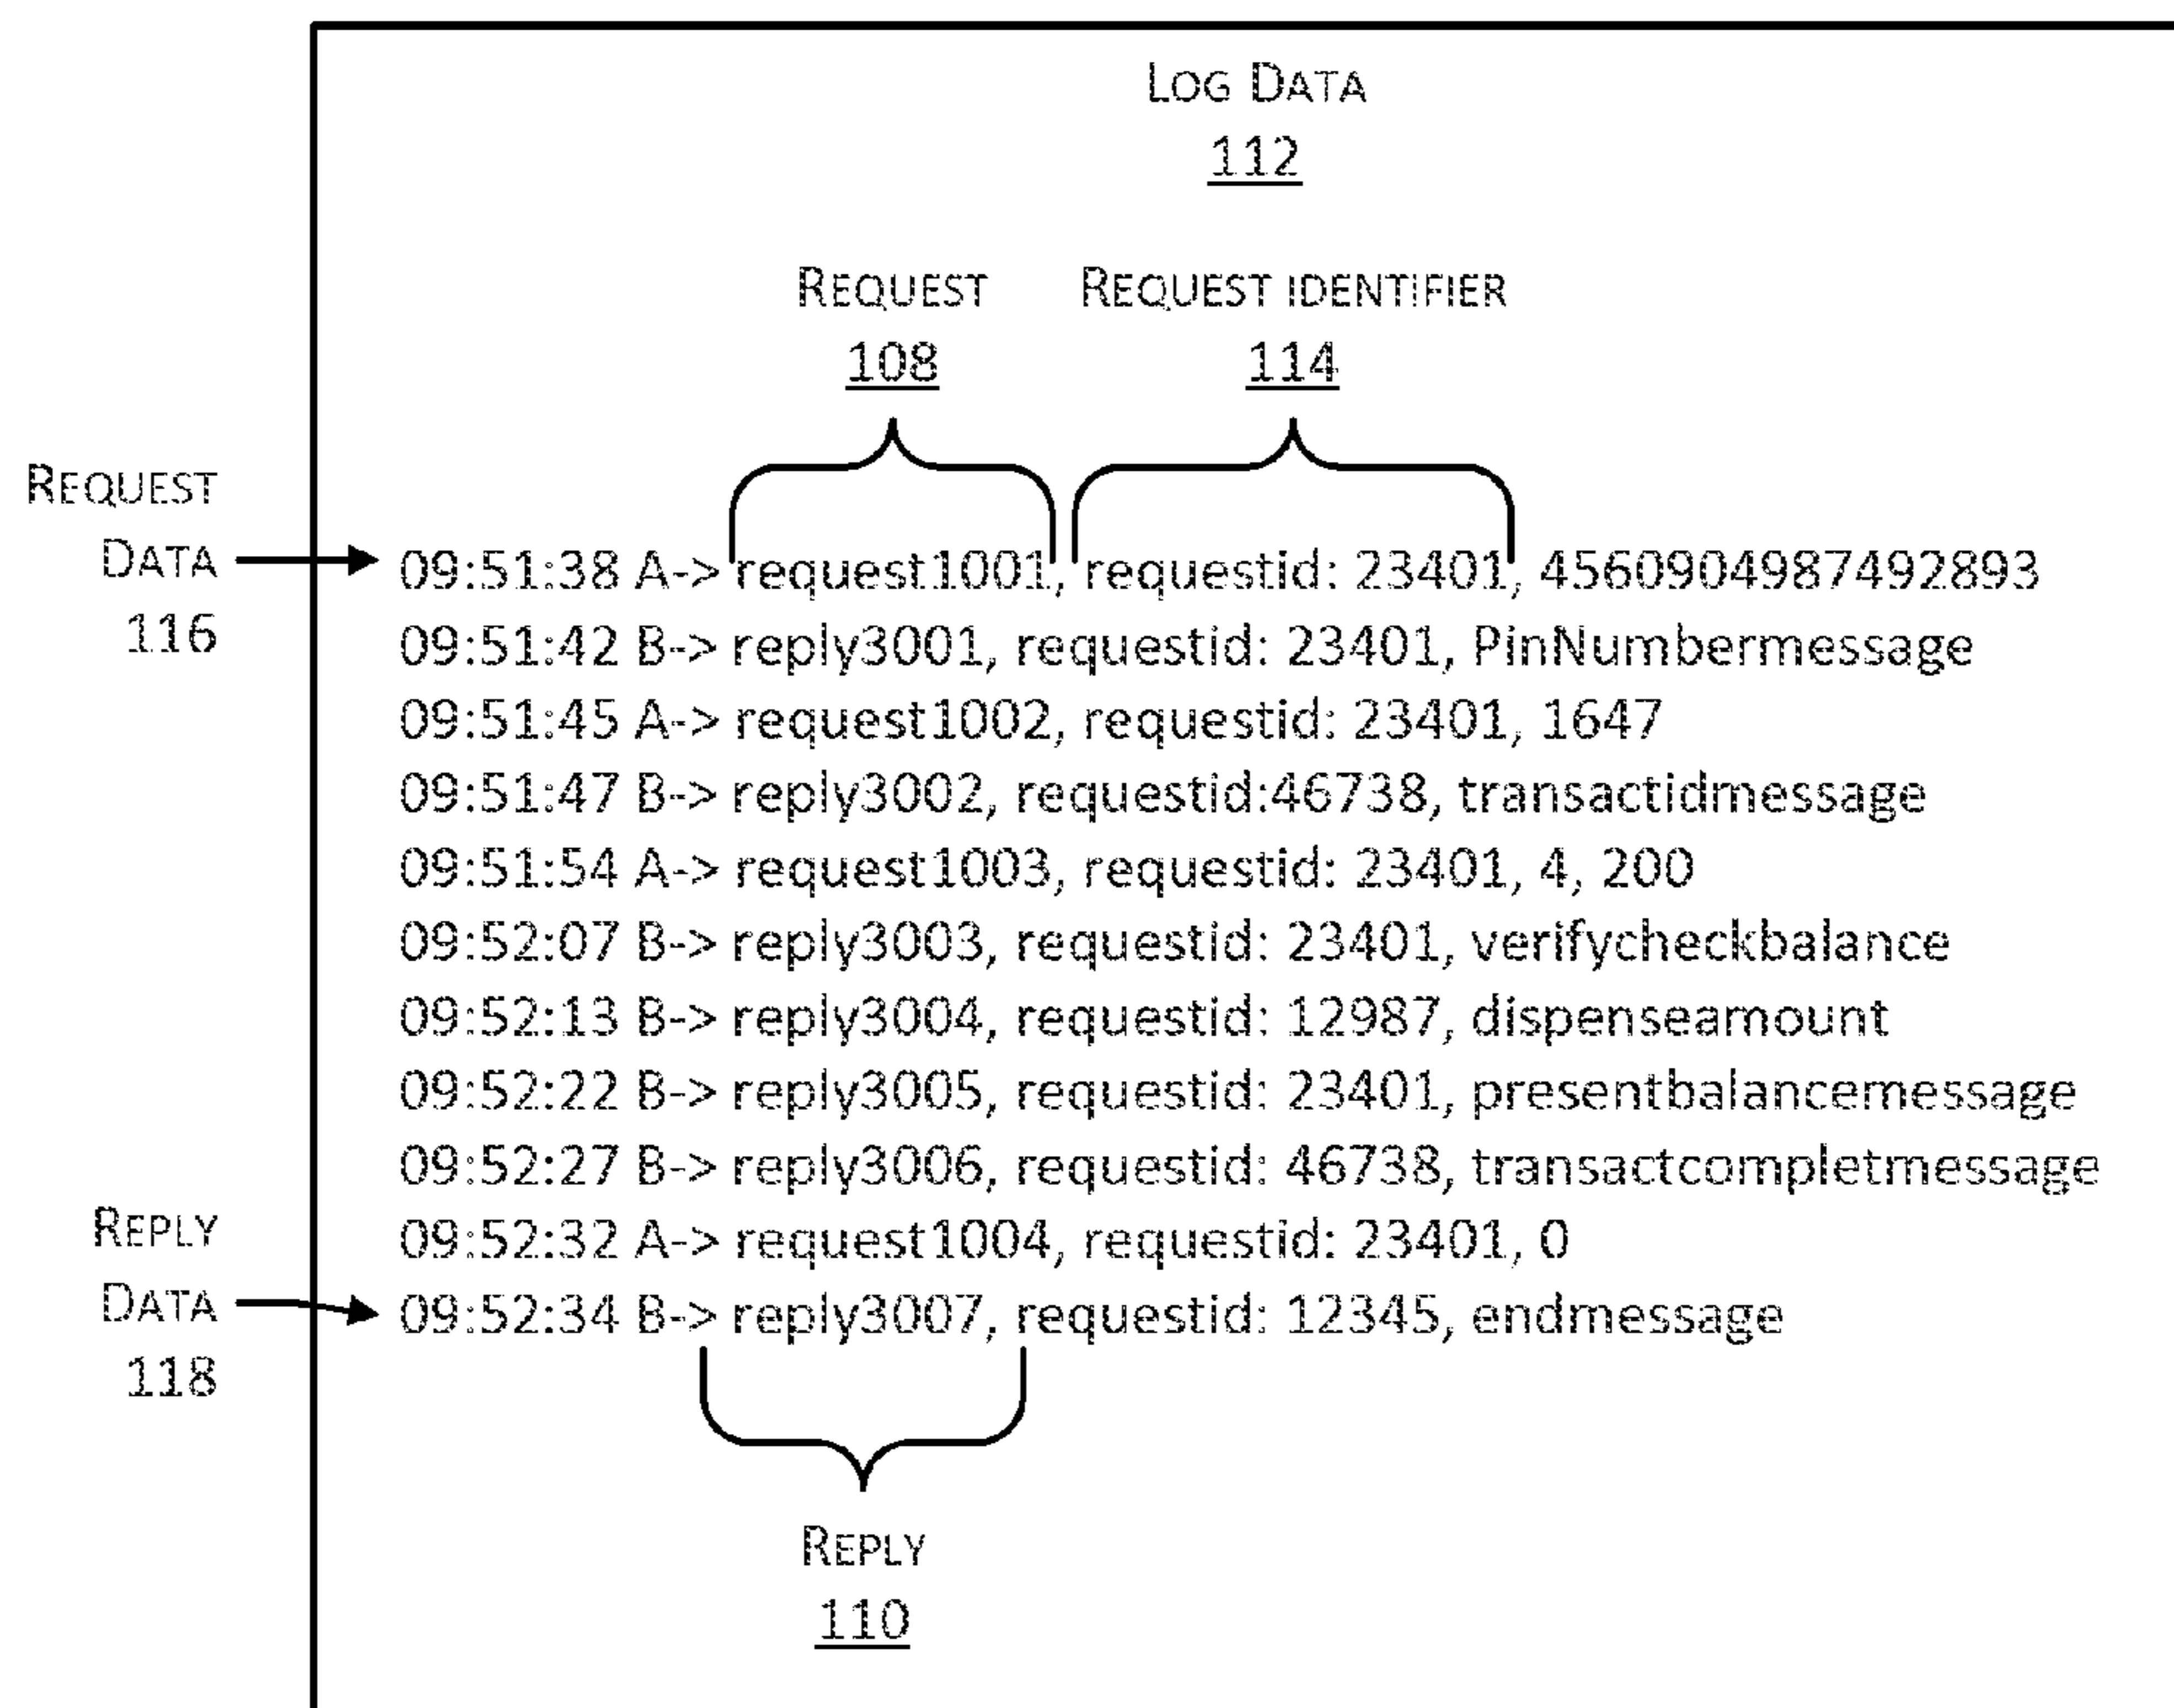 LOG DATA
112
REQUEST REQUEST IDENTIFIER
108 114
REQUEST
DATA
116
09:51:38 A-> request1001, requestid: 23401, 4560904987492893
09:51:42 B-> reply3001, requestid: 23401, PinNumbermessage
09:51:45 A-> request1002, requestid: 23401, 1647
09:51:47 B-> reply3002, requestid:46738, transactidmessage
09:51:54 A-> request1003, requestid: 23401, 4, 200
09:52:07 B-> reply3003, requestid: 23401, verifycheckbalance
09:52:13 B-> reply3004, requestid: 12987, dispenseamount
09:52:22 B-> reply3005, requestid: 23401, presentbalancemessage
09:52:27 B-> reply3006, requestid: 46738, transactcompletmessage
09:52:32 A-> request1004, requestid: 23401, 0
REPLY
DATA
118
09:52:34 B-> reply3007, requestid: 12345, endmessage
REPLY
110